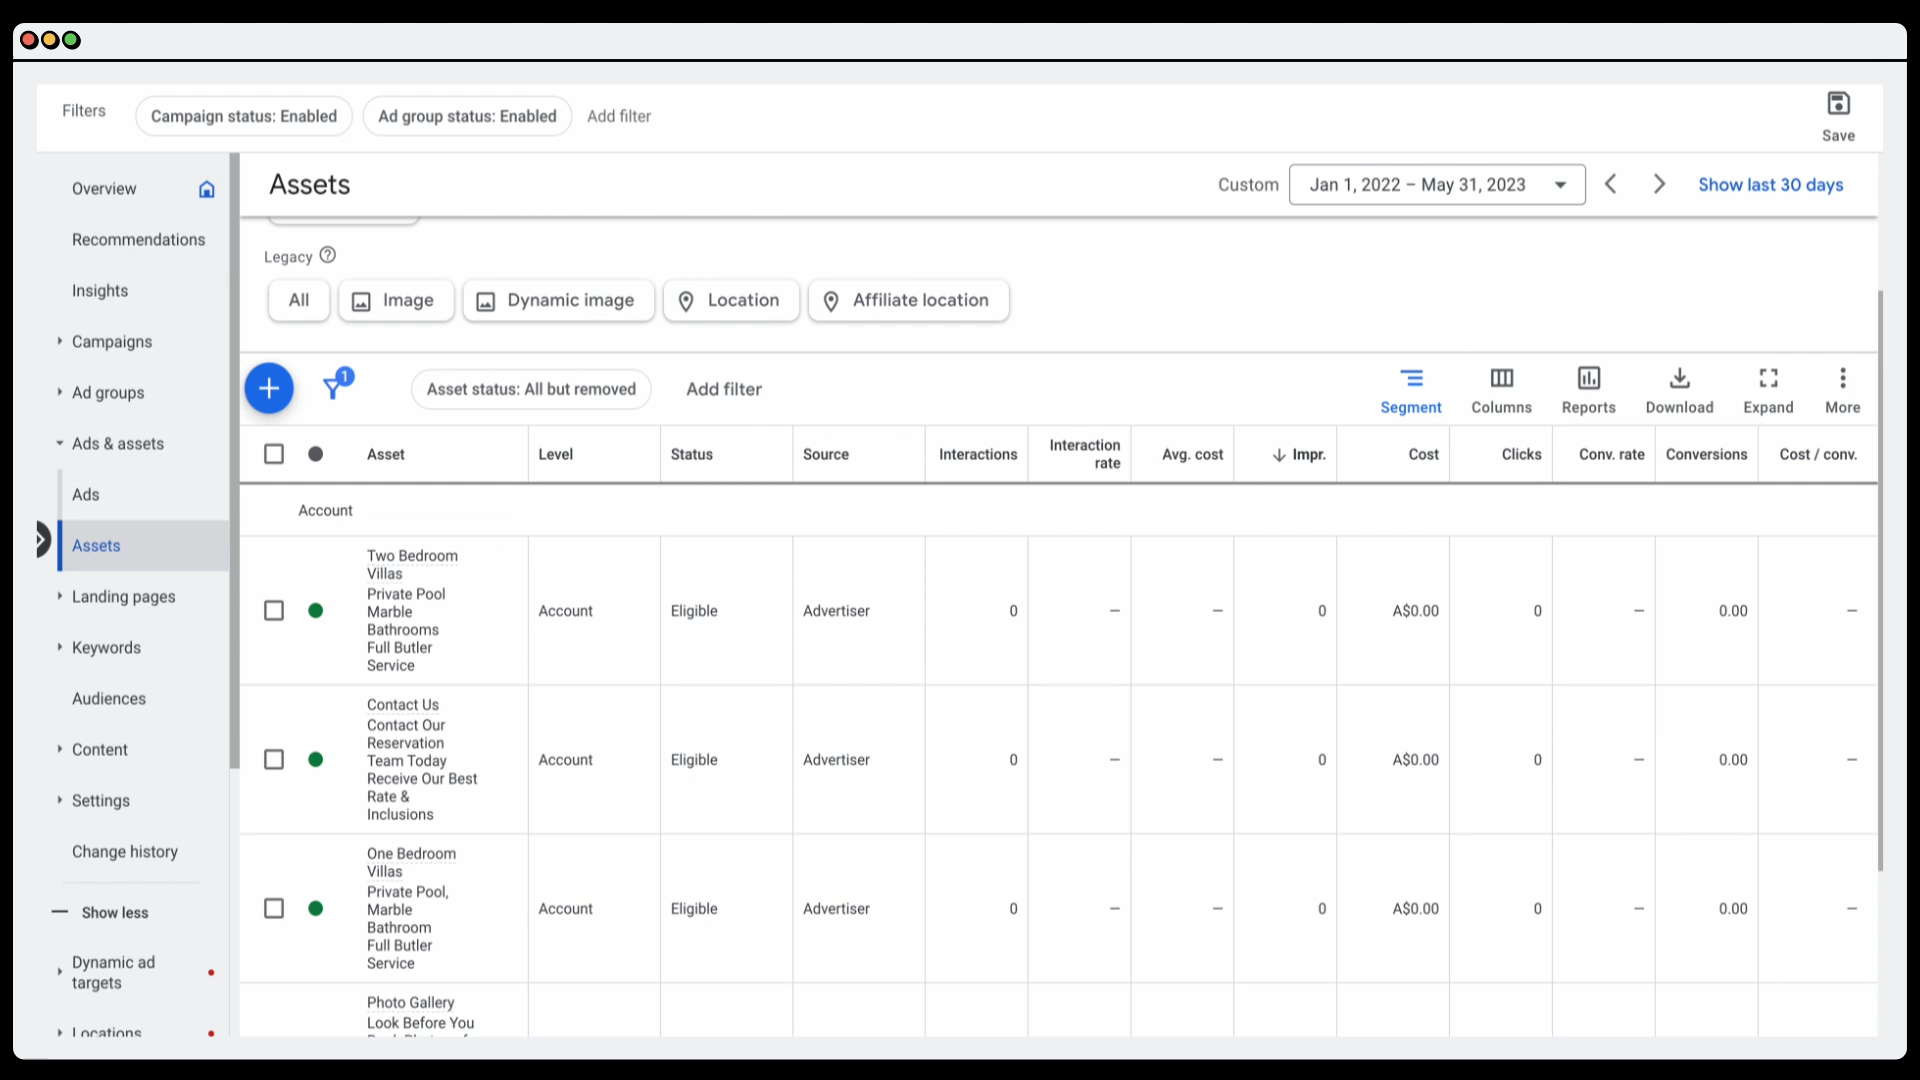 Filters
Campaign status: Enabled
Ad group status: Enabled
Add filter
Save
Overview
Recommendations
Insights
Campaigns
Ad groups
Ads & assets
Ads
Assets
Landing pages
Keywords
Audiences
Content
Settings
Change history
Show less
Dynamic ad
targets
Locations
Assets
Custom
Jan 1, 2022 – May 31, 2023
Show last 30 days
Legacy
All
Image
Dynamic image
Location
Affiliate location
1
Asset status: All but removed
Add filter
Segment
Columns
Reports
Download
Expand
More
Asset
Level
Status
Source
Interactions
Interaction
rate
Avg. cost
Impr.
Cost
Clicks
Conv. rate
Conversions
Cost / conv.
Account
Two Bedroom
Villas
Private Pool
Marble
Bathrooms
Full Butler
Service
Account
Eligible
Advertiser
0
–
–
0
A$0.00
0
–
0.00
–
Contact Us
Contact Our
Reservation
Team Today
Receive Our Best
Rate &
Inclusions
Account
Eligible
Advertiser
0
–
–
0
A$0.00
0
–
0.00
–
One Bedroom
Villas
Private Pool,
Marble
Bathroom
Full Butler
Service
Account
Eligible
Advertiser
0
–
–
0
A$0.00
0
–
0.00
–
Photo Gallery
Look Before You